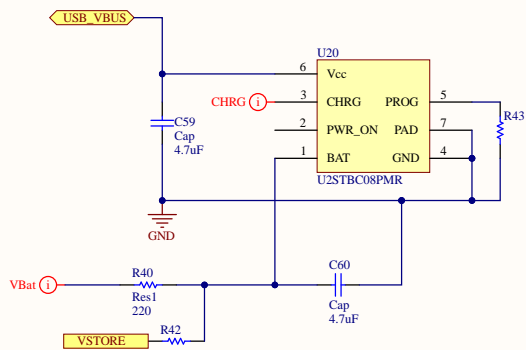 USB_VBUS
U20
6 Vcc
CHRG i 3 CHRG PROG 5
R43
C59
Cap
4.7uF
2 PWR_ON PAD 7
1 BAT GND 4
U2STBC08PMR
GND
C60
Cap
4.7uF
VBat i R40
Res1
220
VSTORE R42